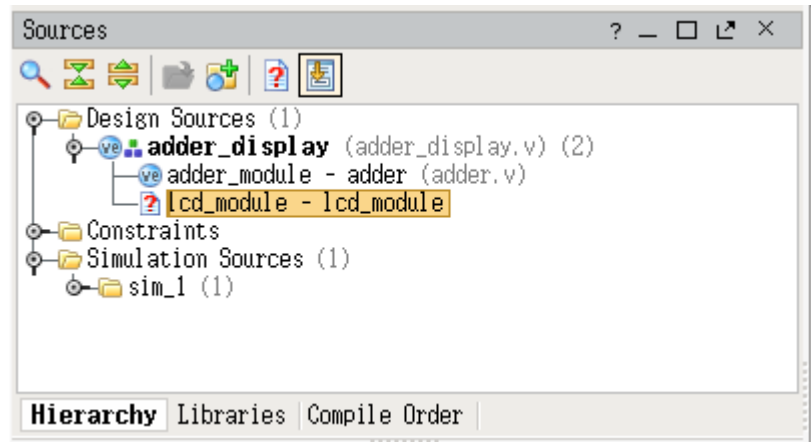 Sources
Design Sources (1)
adder_display (adder_display.v) (2)
adder_module - adder (adder.v)
lcd_module - lcd_module
Constraints
Simulation Sources (1)
sim_1 (1)
Hierarchy Libraries Compile Order